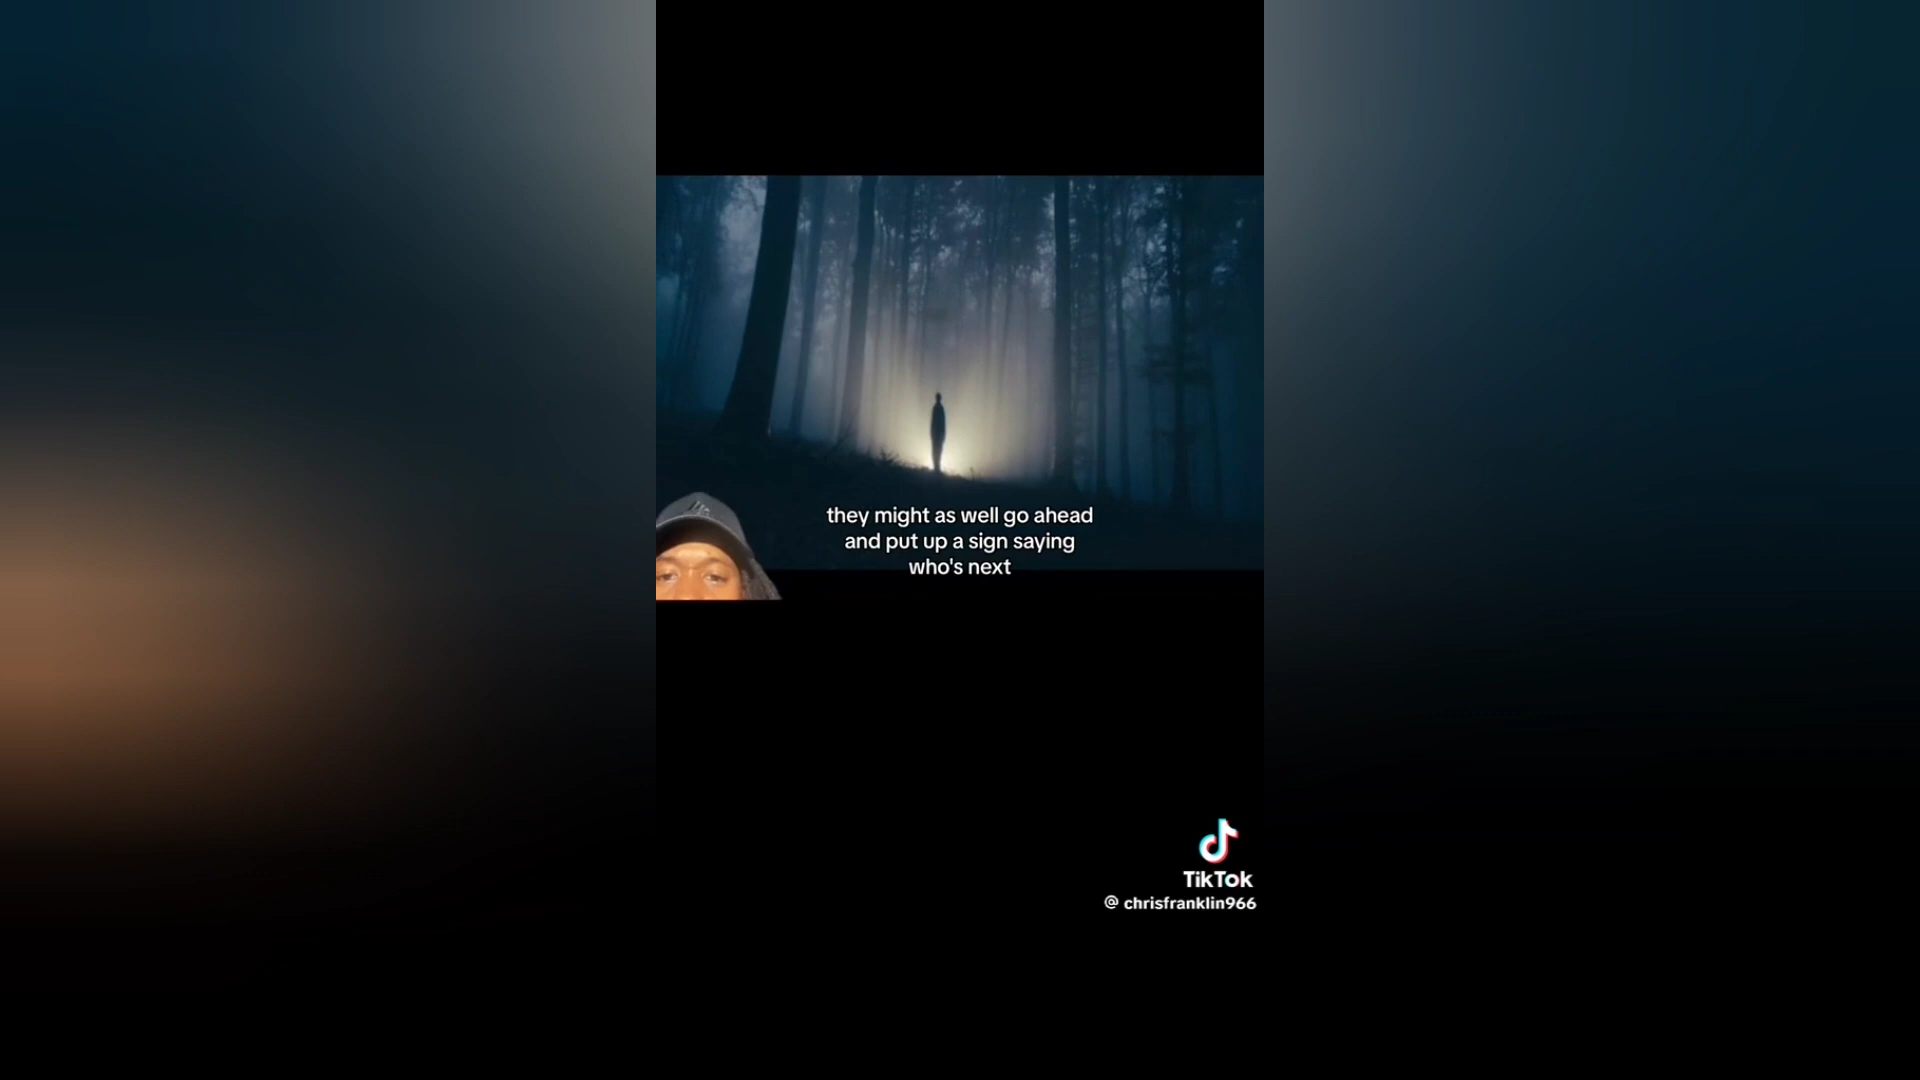 they might as well go ahead
and put up a sign saying
who's next
TikTok
@ chrisfranklin966